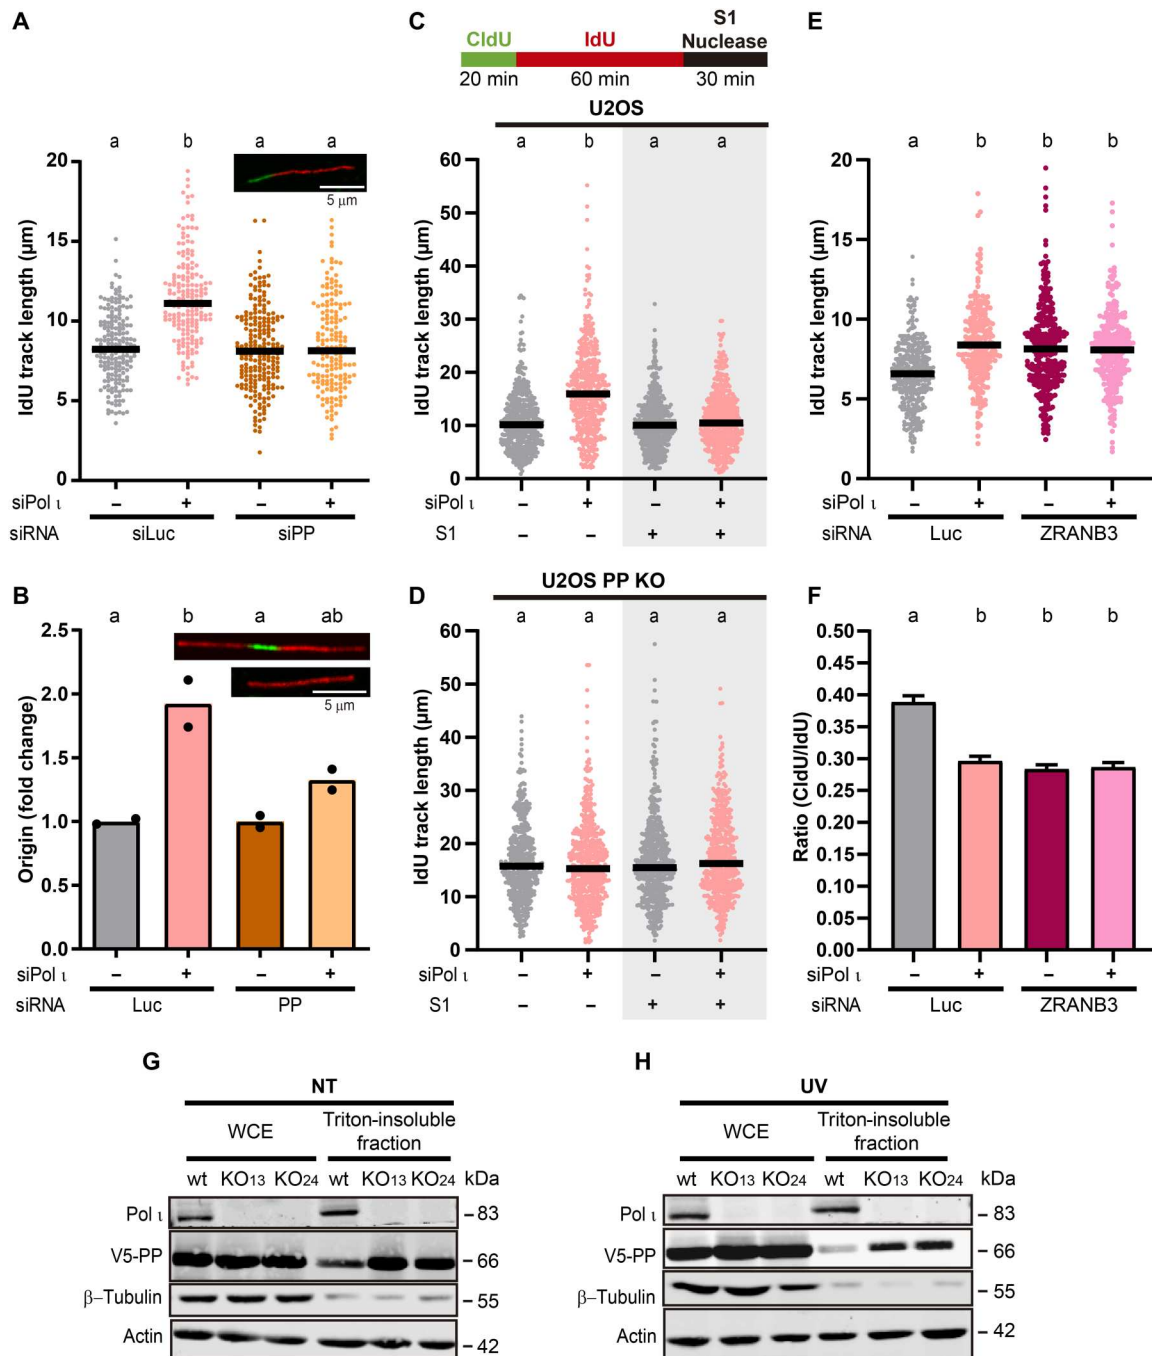 A
a b a a
5 μm
IdU track length (μm)
20
15
10
5
0
siPol ι – + – +
siRNA siLuc siPP
B
a b a ab
5 μm
Origin (fold change)
2.5
2.0
1.5
1.0
0.5
0.0
siPol ι – + – +
siRNA Luc PP
C
CldU IdU S1 Nuclease
20 min 60 min 30 min
U2OS
a b a a
IdU track length (μm)
60
50
40
30
20
10
0
siPol ι – + – +
S1 – – + +
D
U2OS PP KO
a a a a
IdU track length (μm)
60
50
40
30
20
10
0
siPol ι – + – +
S1 – – + +
E
a b b b
IdU track length (μm)
20
15
10
5
0
siPol ι – + – +
siRNA Luc ZRANB3
F
a b b b
Ratio (CldU/IdU)
0.50
0.45
0.40
0.35
0.30
0.25
0.20
0.15
0.10
0.05
0.00
siPol ι – + – +
siRNA Luc ZRANB3
G
NT
WCE Triton-insoluble fraction
wt KO13 KO24 wt KO13 KO24 kDa
Pol ι – 83
V5-PP – 66
β–Tubulin – 55
Actin – 42
H
UV
WCE Triton-insoluble fraction
wt KO13 KO24 wt KO13 KO24 kDa
Pol ι – 83
V5-PP – 66
β–Tubulin – 55
Actin – 42